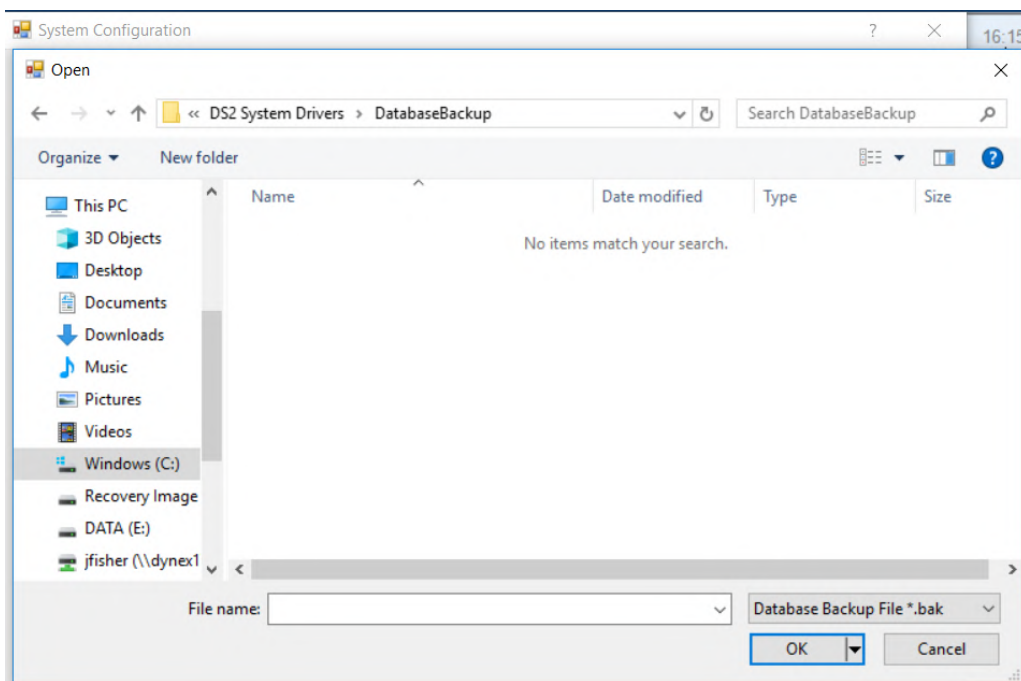 System Configuration
?
16:15
Open
« DS2 System Drivers > DatabaseBackup
Search DatabaseBackup
Organize
New folder
?
Name
Date modified
Type
Size
No items match your search.
This PC
3D Objects
Desktop
Documents
Downloads
Music
Pictures
Videos
Windows (C:)
Recovery Image
DATA (E:)
jfisher (\\dynex1
File name:
Database Backup File *.bak
OK
Cancel